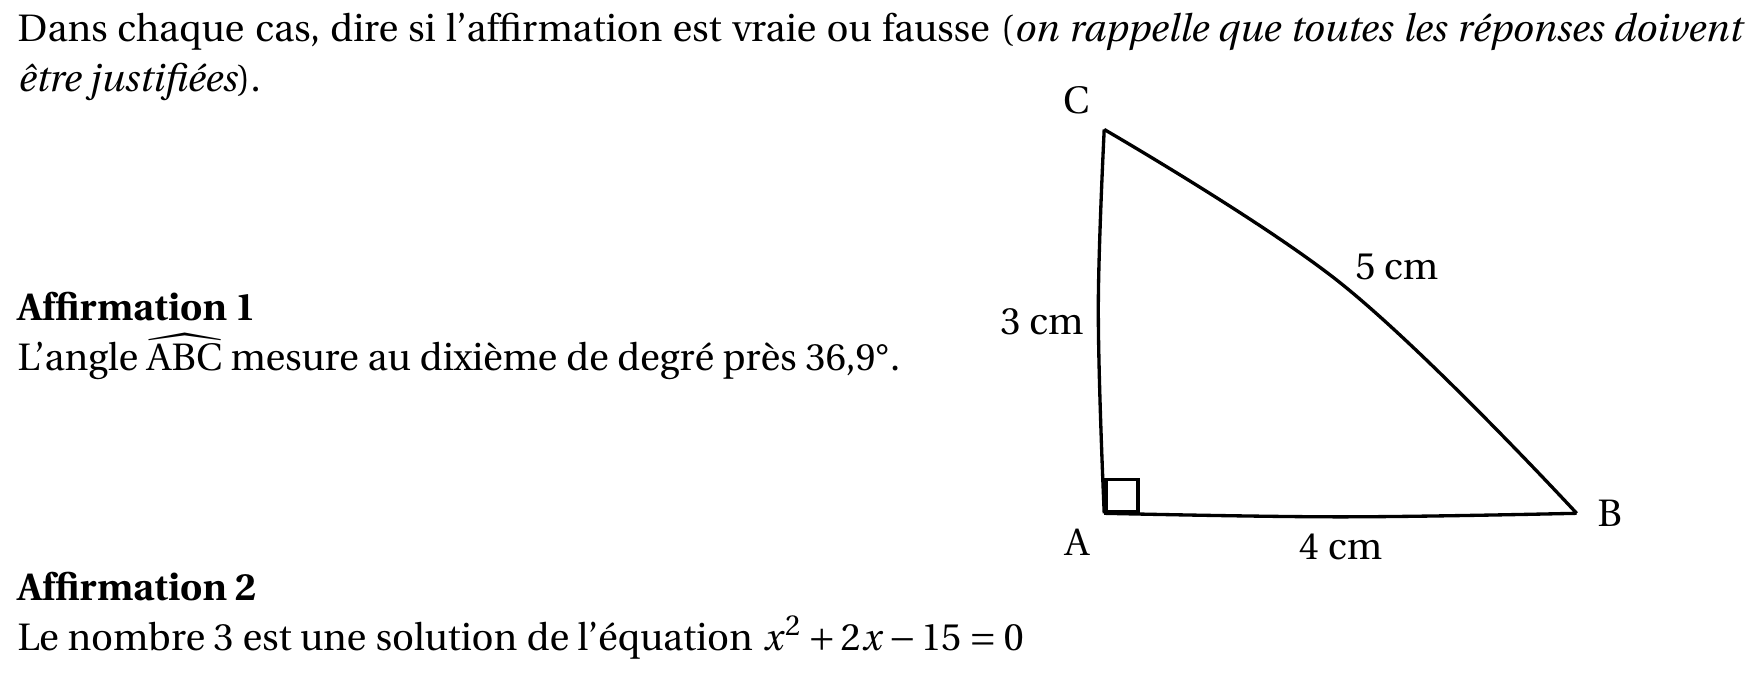 Dans chaque cas, dire si l'affirmation est vraie ou fausse (on rappelle que toutes les réponses doivent
être justifiées).
C
5 cm
Affirmation 1
3 cm
L'angle \widehat{ABC} mesure au dixième de degré près 36,9°.
B
A
4 cm
Affirmation 2
Le nombre 3 est une solution de l'équation x² + 2x − 15 = 0